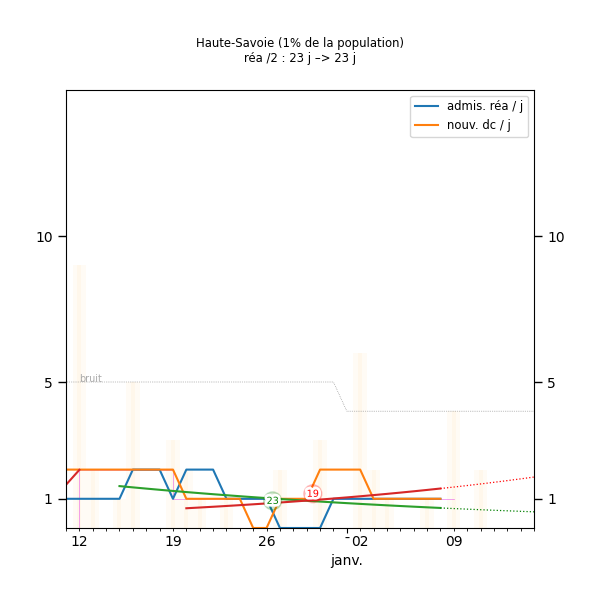 Haute-Savoie (1% de la population)
réa /2 : 23 j –> 23 j
admis. réa / j
nouv. dc / j
10
10
bruit
5
5
19
23
1
1
12
19
26
02
09
janv.